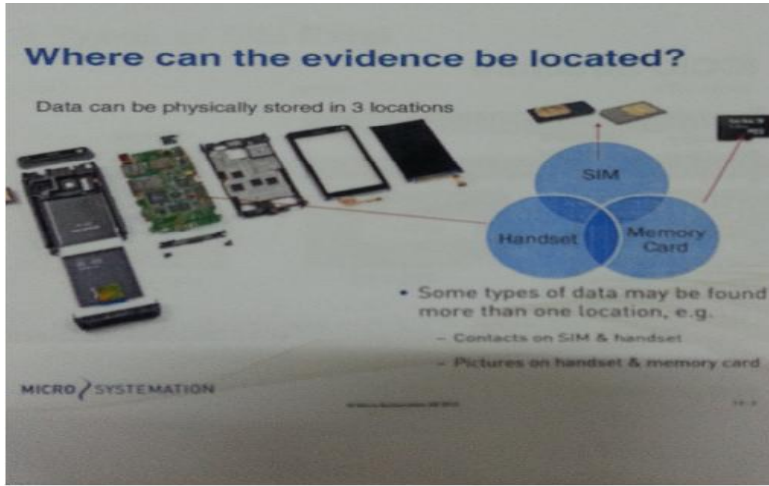 Where can the evidence be located?
Data can be physically stored in 3 locations
SIM
Handset
Memory
Card
• Some types of data may be found
more than one location, e.g.
– Contacts on SIM & handset
– Pictures on handset & memory card
MICRO SYSTEMATION